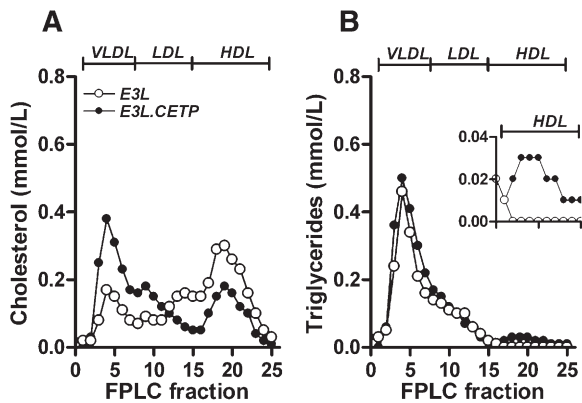 A
VLDL LDL HDL
Cholesterol (mmol/L)
0.8
0.6
0.4
0.2
0.0
E3L
E3L.CETP
0 5 10 15 20 25
FPLC fraction
B
VLDL LDL HDL
Triglycerides (mmol/L)
0.8
0.6
0.4
0.2
0.0
HDL
0.04
0.02
0.00
0 5 10 15 20 25
FPLC fraction